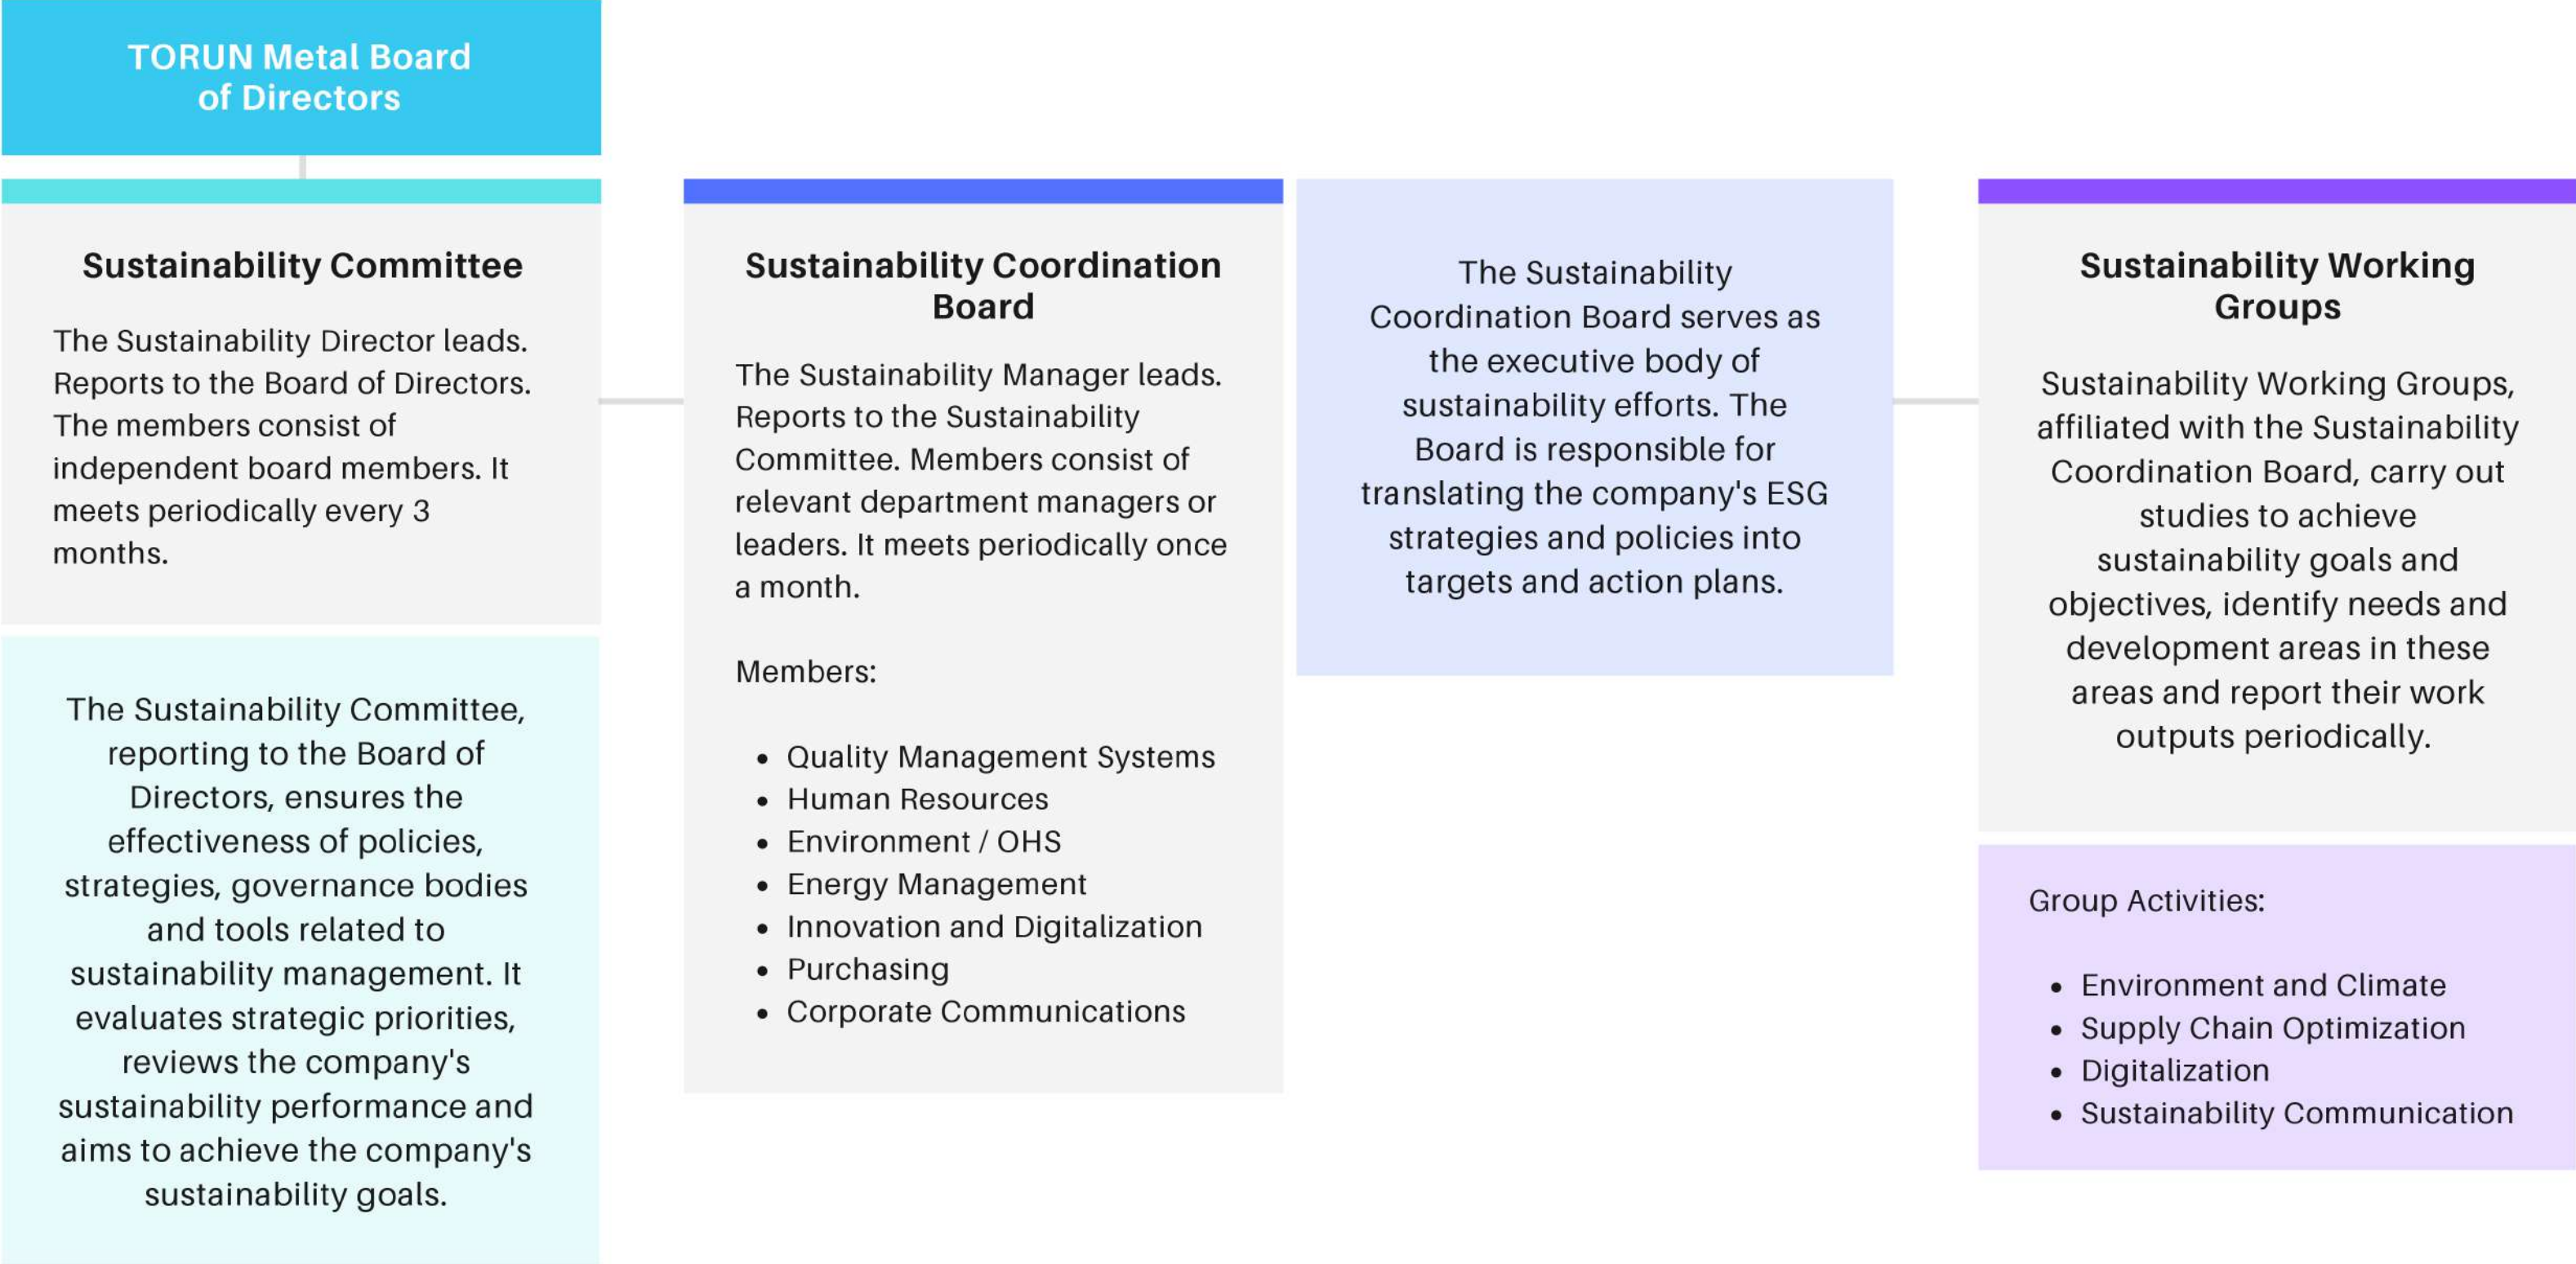 TORUN Metal Board
of Directors
Sustainability Committee
The Sustainability Director leads.
Reports to the Board of Directors.
The members consist of
independent board members. It
meets periodically every 3
months.
The Sustainability Committee,
reporting to the Board of
Directors, ensures the
effectiveness of policies,
strategies, governance bodies
and tools related to
sustainability management. It
evaluates strategic priorities,
reviews the company's
sustainability performance and
aims to achieve the company's
sustainability goals.
Sustainability Coordination
Board
The Sustainability Manager leads.
Reports to the Sustainability
Committee. Members consist of
relevant department managers or
leaders. It meets periodically once
a month.
Members:
• Quality Management Systems
• Human Resources
• Environment / OHS
• Energy Management
• Innovation and Digitalization
• Purchasing
• Corporate Communications
The Sustainability
Coordination Board serves as
the executive body of
sustainability efforts. The
Board is responsible for
translating the company's ESG
strategies and policies into
targets and action plans.
Sustainability Working
Groups
Sustainability Working Groups,
affiliated with the Sustainability
Coordination Board, carry out
studies to achieve
sustainability goals and
objectives, identify needs and
development areas in these
areas and report their work
outputs periodically.
Group Activities:
• Environment and Climate
• Supply Chain Optimization
• Digitalization
• Sustainability Communication